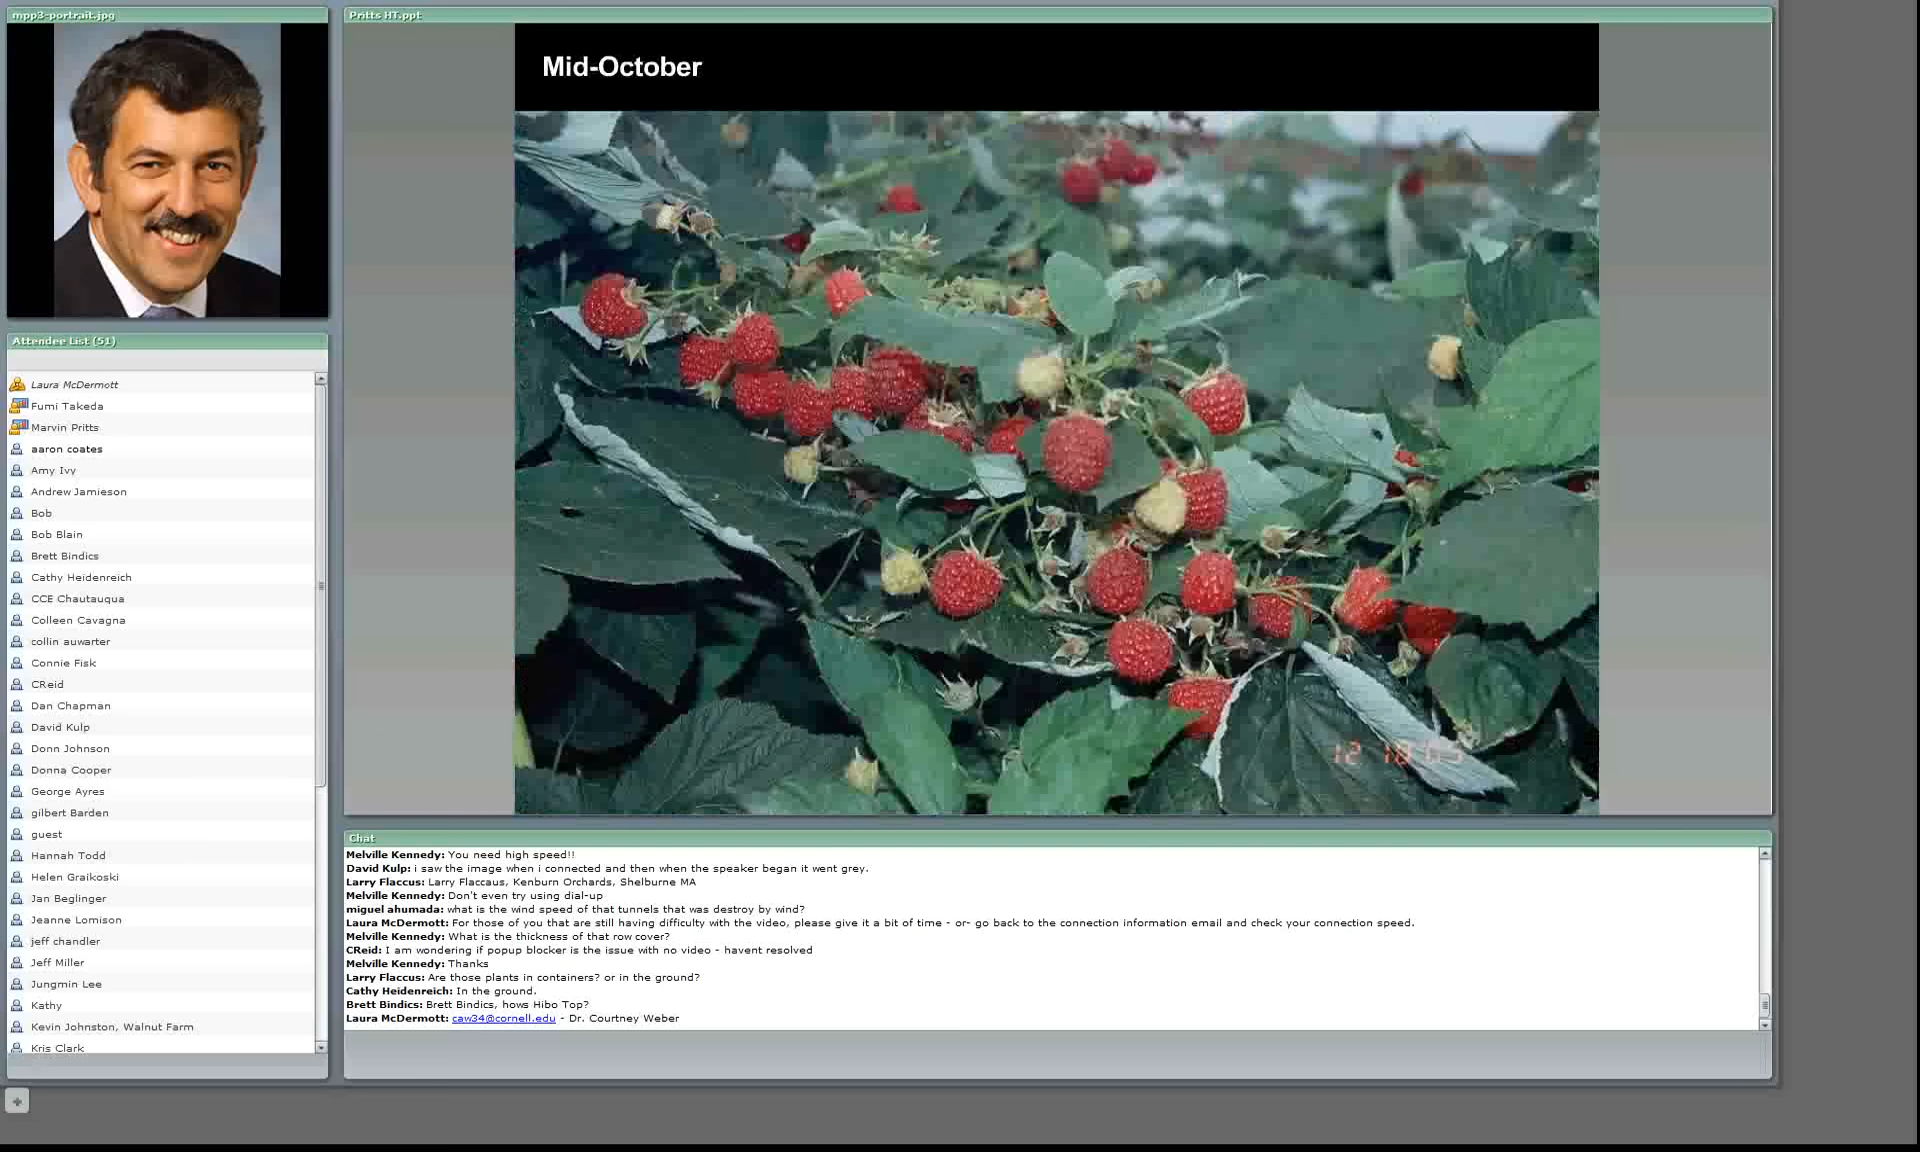 mpp3-portrait.jpg
Pritts HT.ppt
Mid-October
Attendee List (51)
Laura McDermott
Fumi Takeda
Marvin Pritts
aaron coates
Amy Ivy
Andrew Jamieson
Bob
Bob Blain
Brett Bindics
Cathy Heidenreich
CCE Chautauqua
Colleen Cavagna
collin auwarter
Connie Fisk
CReid
Dan Chapman
David Kulp
Donn Johnson
Donna Cooper
George Ayres
gilbert Barden
guest
Hannah Todd
Helen Graikoski
Jan Beglinger
Jeanne Lomison
jeff chandler
Jeff Miller
Jungmin Lee
Kathy
Kevin Johnston, Walnut Farm
Kris Clark
Chat
Melville Kennedy: You need high speed!!
David Kulp: i saw the image when i connected and then when the speaker began it went grey.
Larry Flaccus: Larry Flaccaus, Kenburn Orchards, Shelburne MA
Melville Kennedy: Don't even try using dial-up
miguel ahumada: what is the wind speed of that tunnels that was destroy by wind?
Laura McDermott: For those of you that are still having difficulty with the video, please give it a bit of time - or- go back to the connection information email and check your connection speed.
Melville Kennedy: What is the thickness of that row cover?
CReid: I am wondering if popup blocker is the issue with no video - havent resolved
Melville Kennedy: Thanks
Larry Flaccus: Are those plants in containers? or in the ground?
Cathy Heidenreich: In the ground.
Brett Bindics: Brett Bindics, hows Hibo Top?
Laura McDermott: caw34@cornell.edu - Dr. Courtney Weber